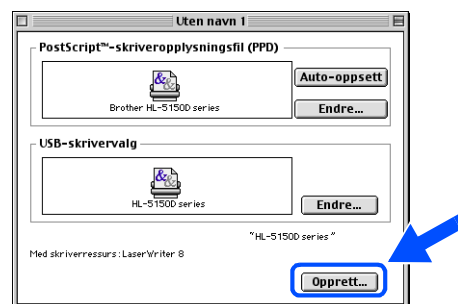 Uten navn 1
PostScript™-skriveropplysningsfil (PPD)
Auto-oppsett
Brother HL-5150D series
Endre...
USB-skrivervalg
HL-5150D series
Endre...
"HL-5150D series"
Med skriverressurs: LaserWriter 8
Opprett...